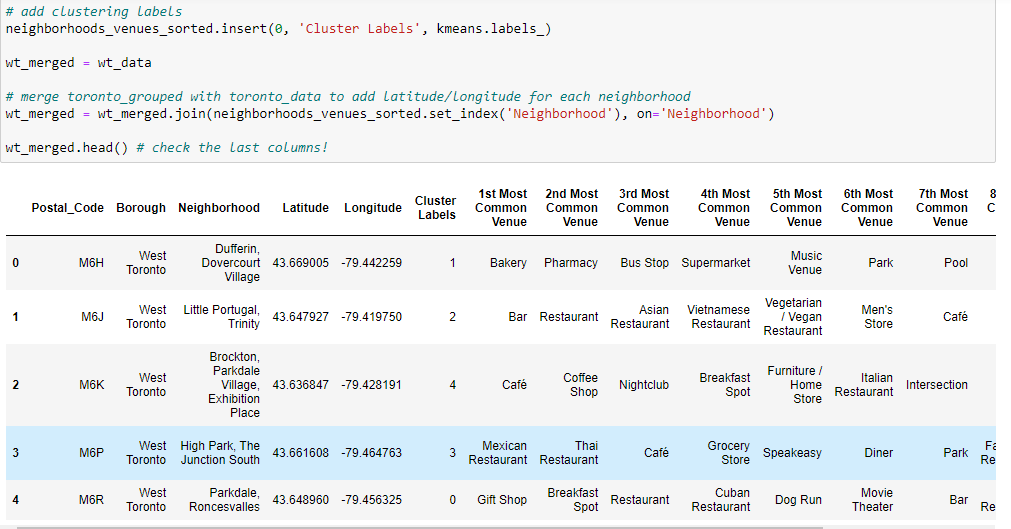 # add clustering labels
neighborhoods_venues_sorted.insert(0, 'Cluster Labels', kmeans.labels_)
wt_merged = wt_data
# merge toronto_grouped with toronto_data to add latitude/longitude for each neighborhood
wt_merged = wt_merged.join(neighborhoods_venues_sorted.set_index('Neighborhood'), on='Neighborhood')
wt_merged.head() # check the last columns!
Postal_Code Borough Neighborhood Latitude Longitude Cluster Labels 1st Most Common Venue 2nd Most Common Venue 3rd Most Common Venue 4th Most Common Venue 5th Most Common Venue 6th Most Common Venue 7th Most Common Venue 8 C
0 M6H West Toronto Dufferin, Dovercourt Village 43.669005 -79.442259 1 Bakery Pharmacy Bus Stop Supermarket Music Venue Park Pool
1 M6J West Toronto Little Portugal, Trinity 43.647927 -79.419750 2 Bar Restaurant Asian Restaurant Vietnamese Restaurant Vegetarian / Vegan Restaurant Men's Store Café
2 M6K West Toronto Brockton, Parkdale Village, Exhibition Place 43.636847 -79.428191 4 Café Coffee Shop Nightclub Breakfast Spot Furniture / Home Store Italian Restaurant Intersection
3 M6P West Toronto High Park, The Junction South 43.661608 -79.464763 3 Mexican Restaurant Thai Restaurant Café Grocery Store Speakeasy Diner Park Fa Re
4 M6R West Toronto Parkdale, Roncesvalles 43.648960 -79.456325 0 Gift Shop Breakfast Spot Restaurant Cuban Restaurant Dog Run Movie Theater Bar Re